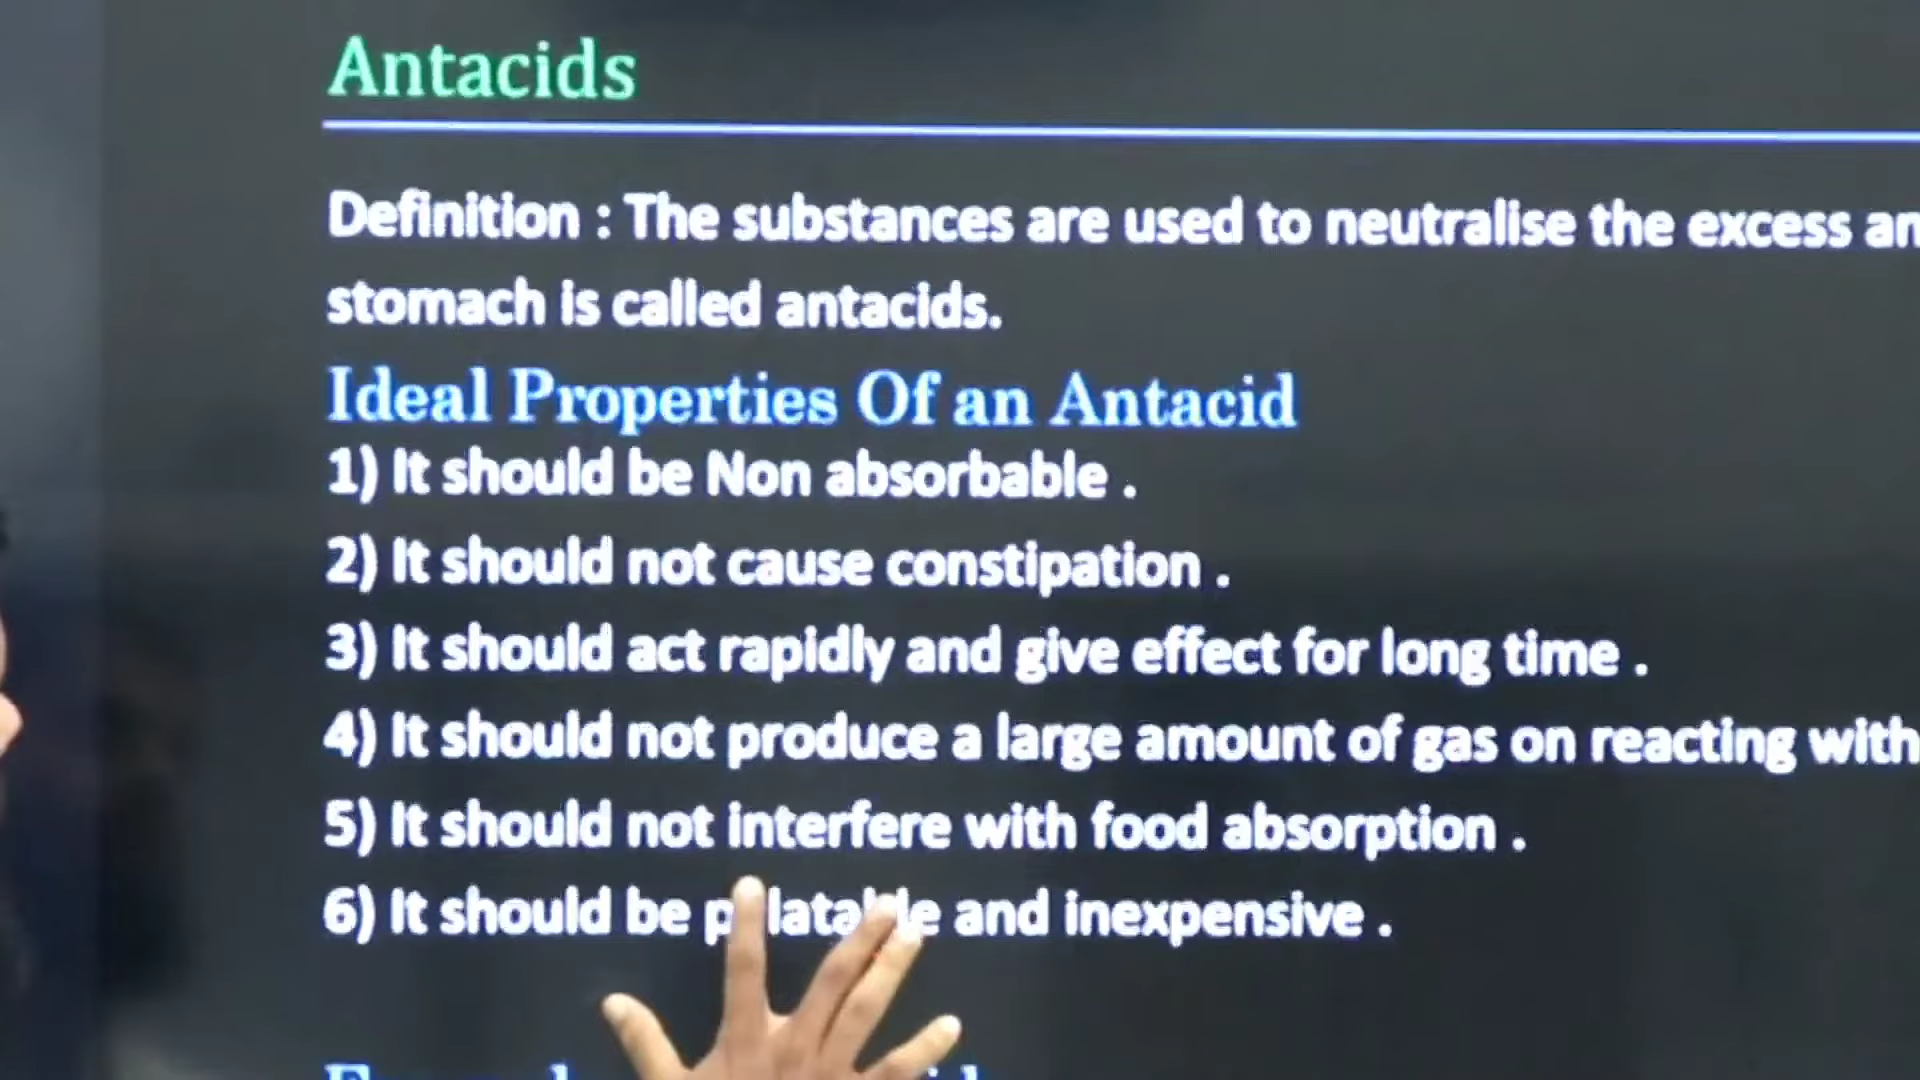 Antacids
Definition : The substances are used to neutralise the excess
stomach is called antacids.
Ideal Properties Of an Antacid
1) It should be Non absorbable .
2) It should not cause constipation .
3) It should act rapidly and give effect for long time .
4) It should not produce a large amount of gas on reacting with
5) It should not interfere with food absorption .
6) It should be palatable and inexpensive .